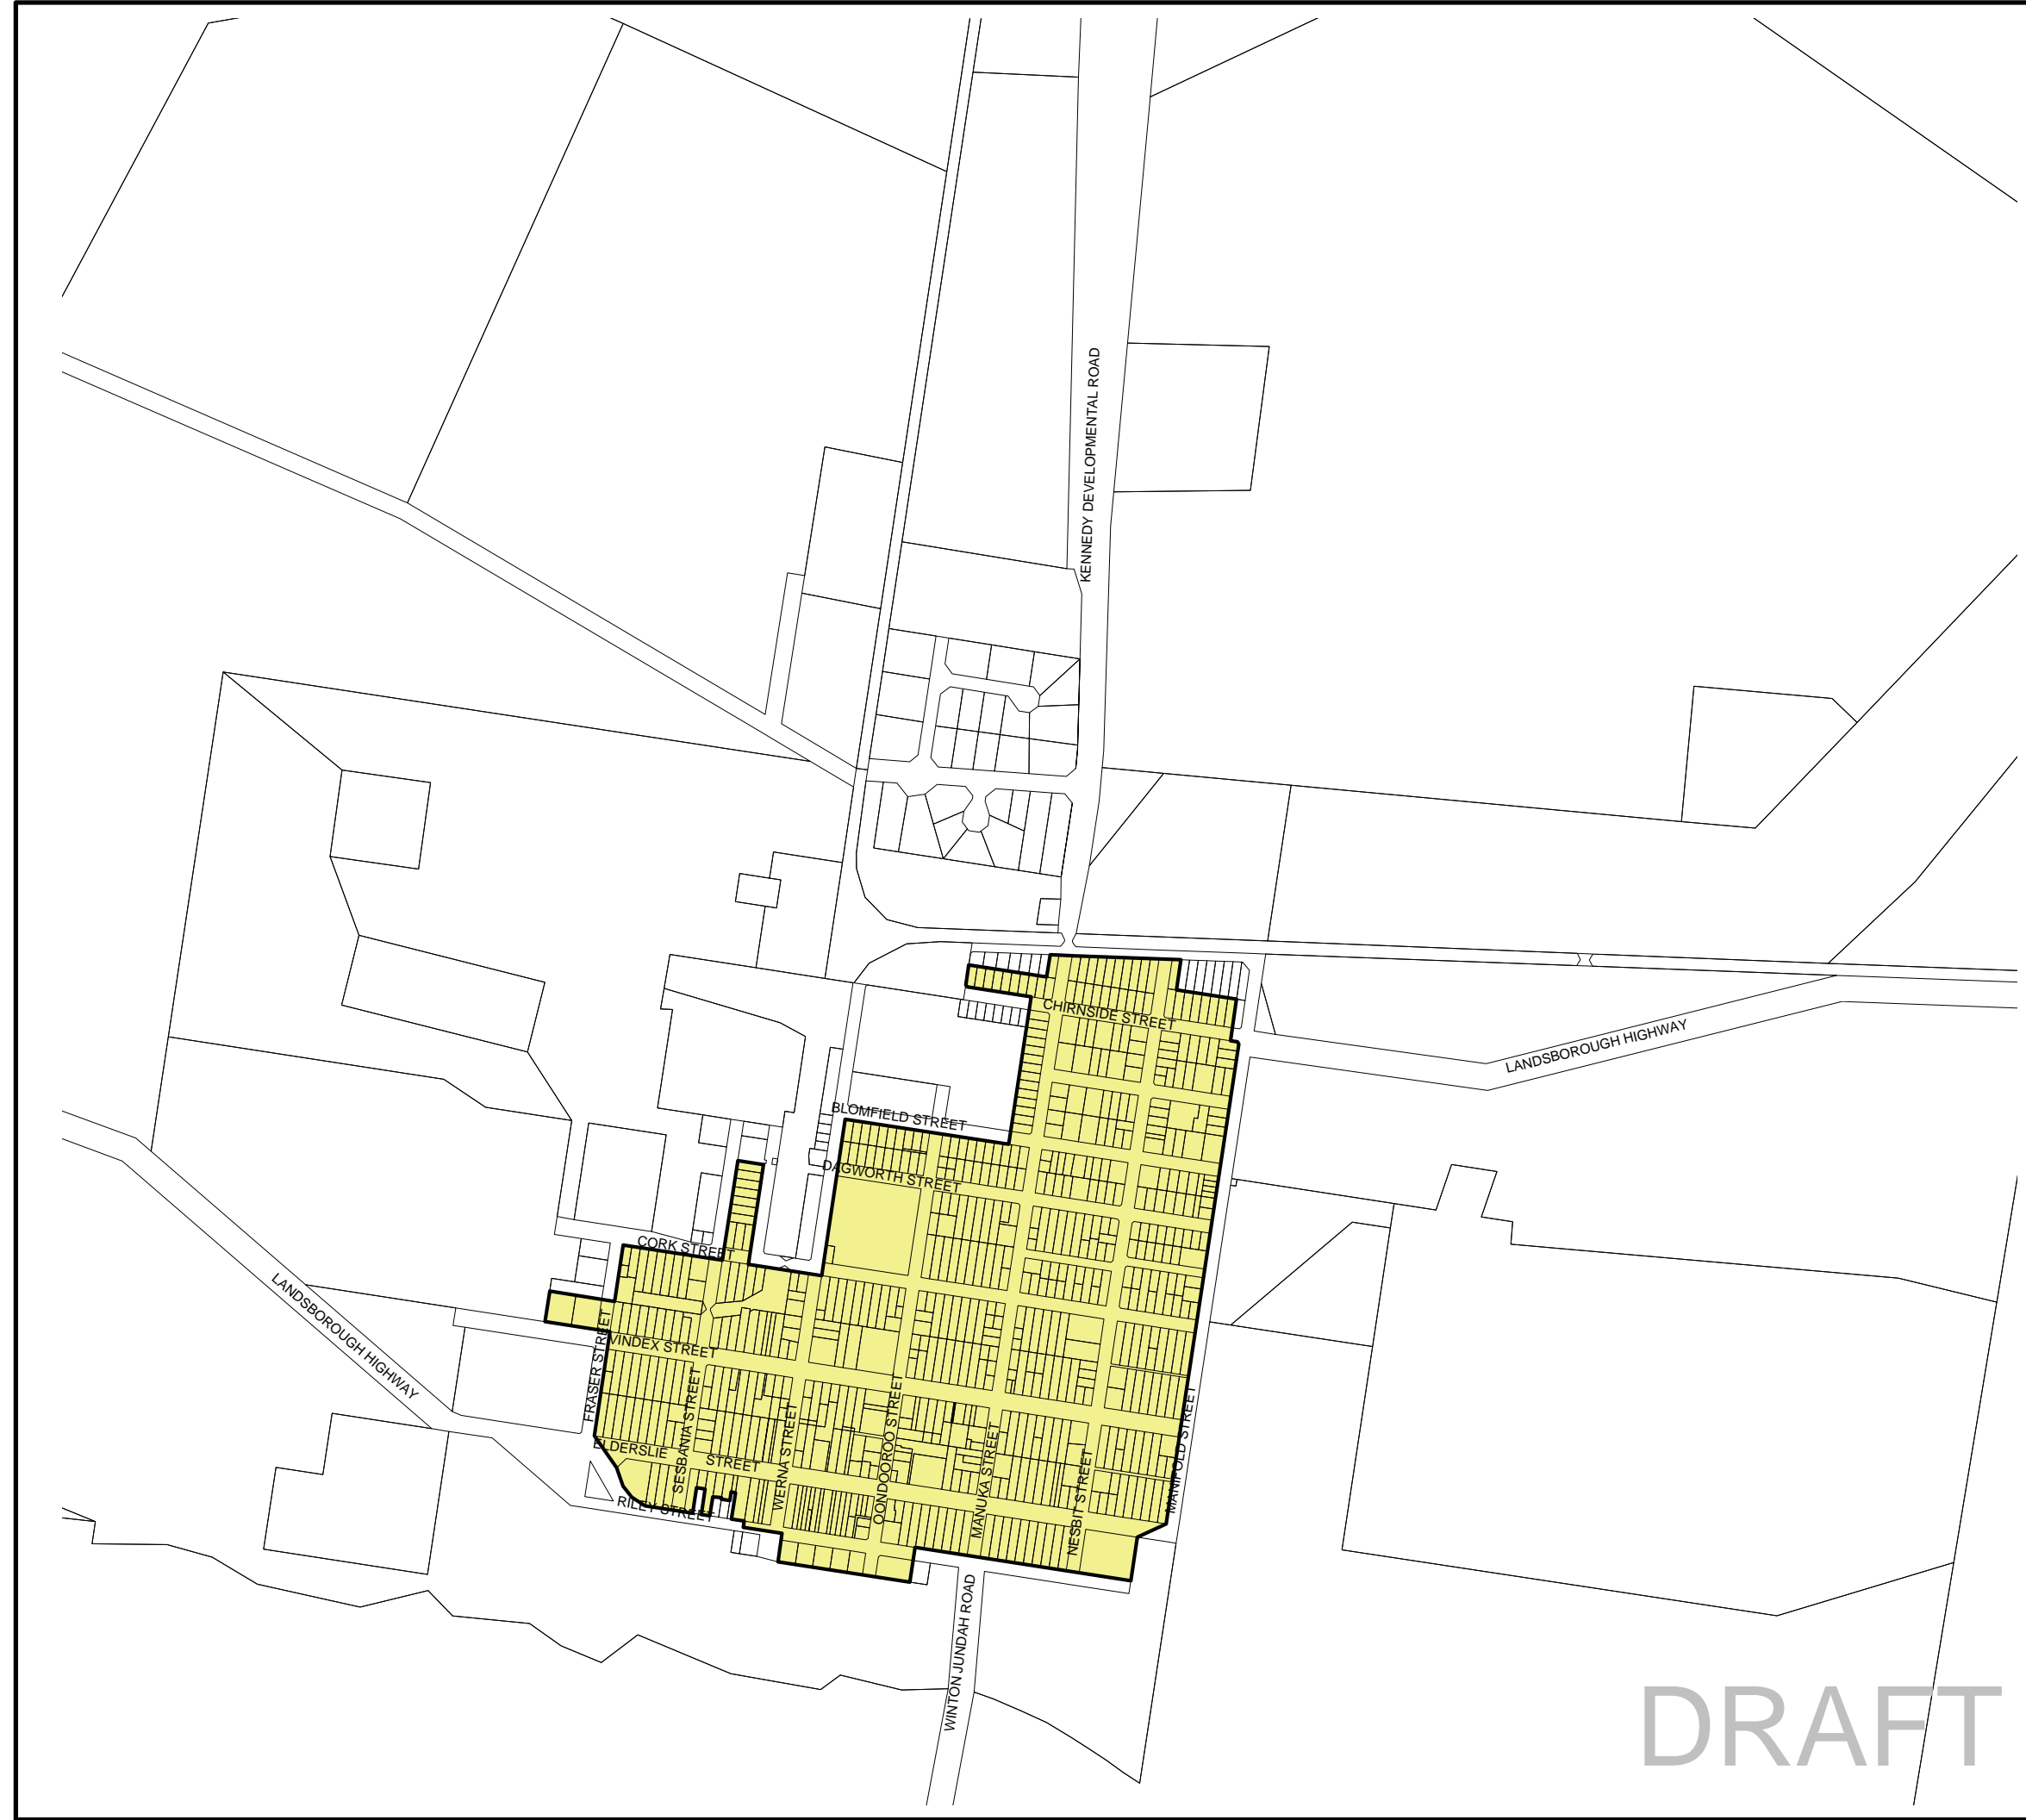 KENNEDY DEVELOPMENTAL ROAD
CHIRNSIDE STREET
LANDSBOROUGH HIGHWAY
BLOMFIELD STREET
DAGWORTH STREET
CORK STREET
LANDSBOROUGH HIGHWAY
FRASER STREET
VINDEX STREET
SESBANIA STREET
WERNA STREET
OONDOOROO STREET
MANUKA STREET
NESBIT STREET
MANIFOLD STREET
ELDERSLIE STREET
RILEY STREET
WINTON JUNDAH ROAD
DRAFT